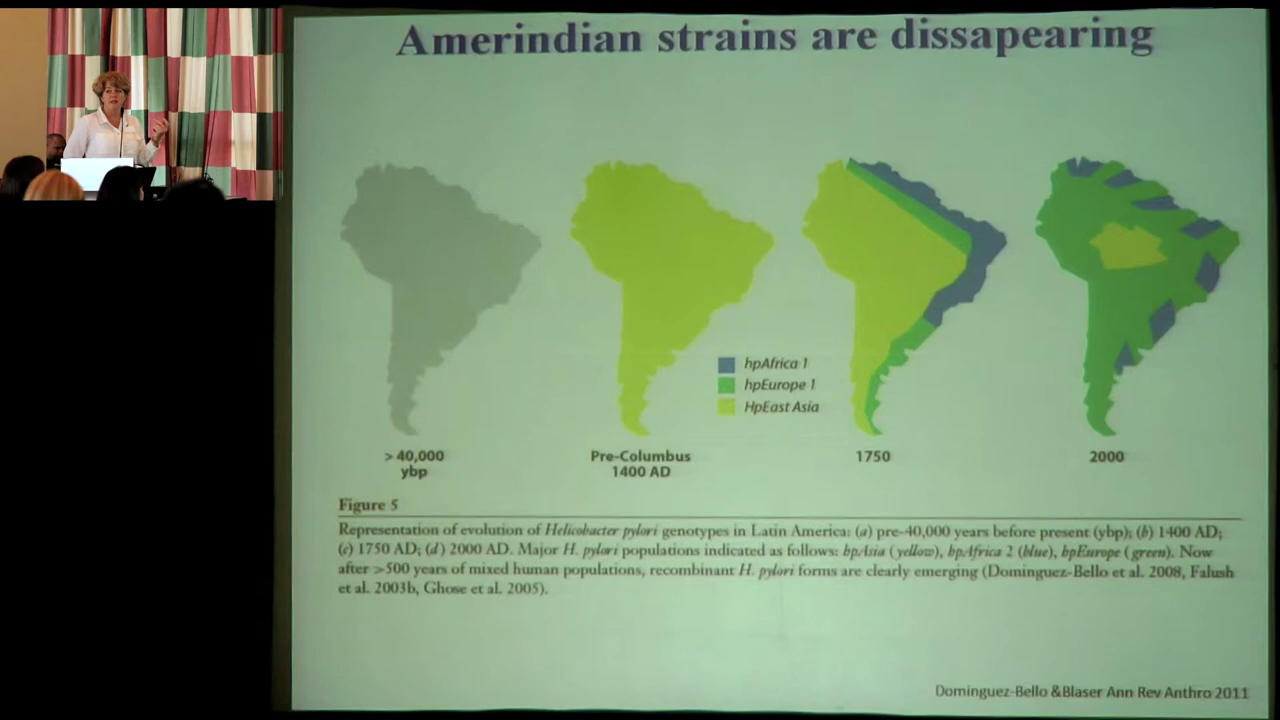 Amerindian strains are dissapearing
hpAfrica 1
hpEurope 1
HpEast Asia
> 40,000
ybp
Pre-Columbus
1400 AD
1750
2000
Figure 5
Representation of evolution of Helicobacter pylori genotypes in Latin America: (a) pre-40,000 years before present (ybp); (b) 1400 AD;
(c) 1750 AD; (d) 2000 AD. Major H. pylori populations indicated as follows: hpAsia (yellow), hpAfrica 2 (blue), hpEurope (green). Now
after >500 years of mixed human populations, recombinant H. pylori forms are clearly emerging (Dominguez-Bello et al. 2008, Falush
et al. 2003b, Ghose et al. 2005).
Dominguez-Bello &Blaser Ann Rev Anthro 2011